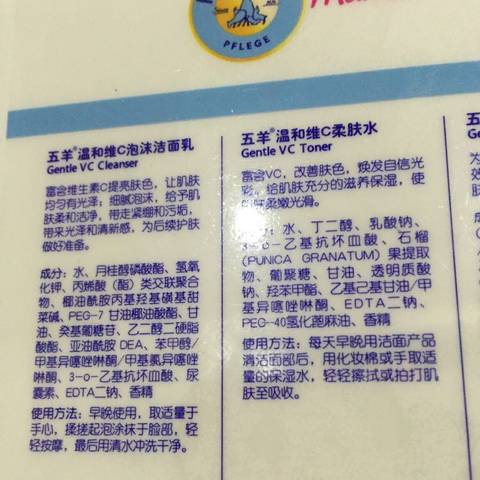 PFLEGE
五羊®温和维C泡沫洁面乳
Gentle VC Cleanser
富含维生素C提亮肤色，让肌肤
均匀有光泽；细腻泡沫，给予肌
肤柔和洁净，带走紧绷和污垢，
带来光泽和清新感，为后续护肤
做好准备。
成分：水、月桂醇磷酸酯、氢氧
化钾、丙烯酸（酯）类交联聚合
物、椰油酰胺丙基羟基磺基甜
菜碱、PEG-7 甘油椰油酸酯、甘
油、癸基葡糖苷、乙二醇二硬脂
酸酯、亚油酰胺 DEA、苯甲醇/
甲基异噻唑啉酮/甲基氯异噻唑
啉酮、3-o-乙基抗坏血酸、尿
囊素、EDTA二钠、香精
使用方法：早晚使用，取适量于
手心，揉搓起泡涂抹于脸部，轻
轻按摩，最后用清水冲洗干净。
五羊®温和维C柔肤水
Gentle VC Toner
富含VC，改善肤色，焕发自信光
彩。给肌肤充分的滋养保湿，使
肌肤柔嫩光滑。
成分：水、丁二醇、乳酸钠、
3-o-乙基抗坏血酸、石榴
(PUNICA GRANATUM) 果提取
物、葡聚糖、甘油、透明质酸
钠、羟苯甲酯、乙基己基甘油/甲
基异噻唑啉酮、EDTA二钠、
PEG-40氢化蓖麻油、香精
使用方法：每天早晚用洁面产品
清洁面部后，用化妆棉或手取适
量的保湿水，轻轻擦拭或拍打肌
肤至吸收。